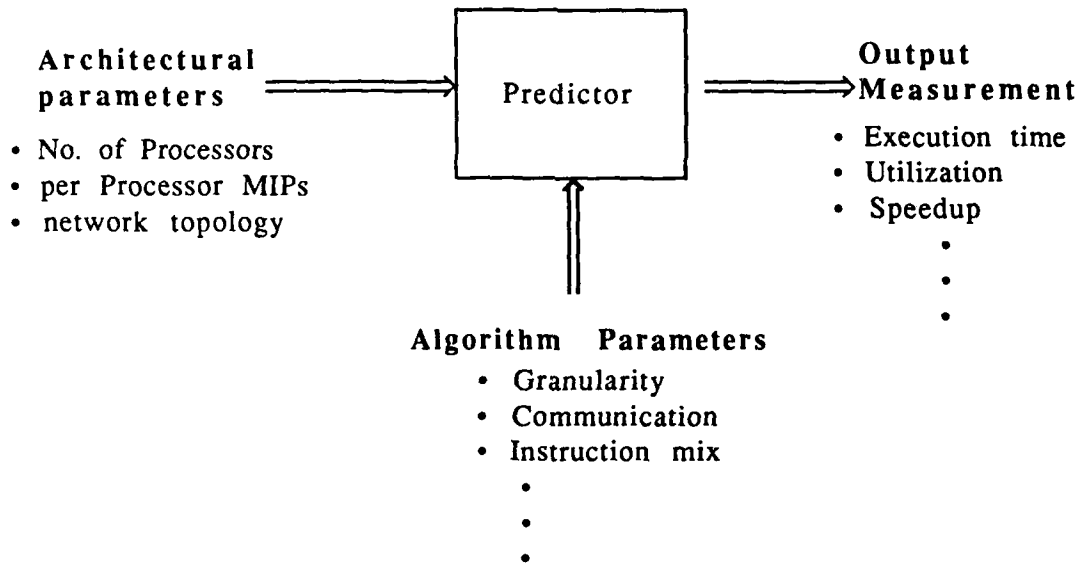 Architectural
parameters
• No. of Processors
• per Processor MIPs
• network topology
Predictor
Output
Measurement
• Execution time
• Utilization
• Speedup
•
•
•
Algorithm Parameters
• Granularity
• Communication
• Instruction mix
•
•
•